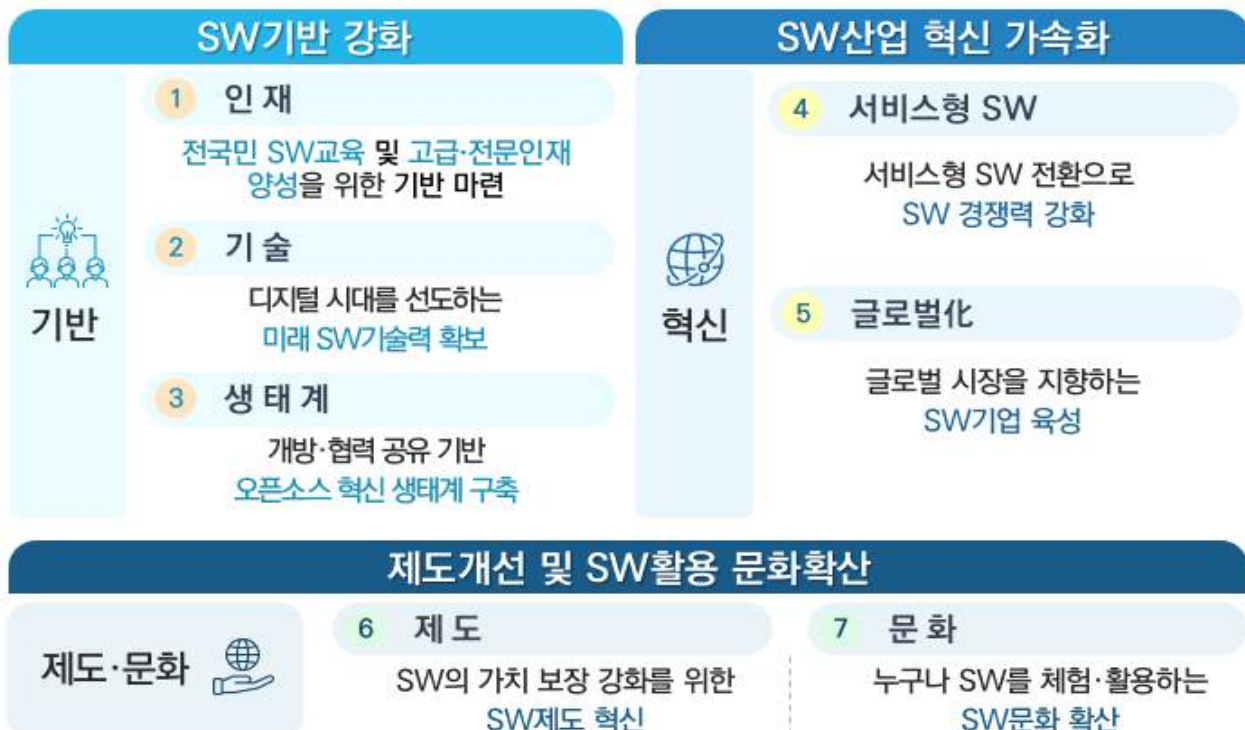 SW기반 강화
기반
1 인 재
전국민 SW교육 및 고급·전문인재
양성을 위한 기반 마련
2 기 술
디지털 시대를 선도하는
미래 SW기술력 확보
3 생 태 계
개방·협력 공유 기반
오픈소스 혁신 생태계 구축
SW산업 혁신 가속화
혁신
4 서비스형 SW
서비스형 SW 전환으로
SW 경쟁력 강화
5 글로벌化
글로벌 시장을 지향하는
SW기업 육성
제도개선 및 SW활용 문화확산
제도·문화
6 제 도
SW의 가치 보장 강화를 위한
SW제도 혁신
7 문 화
누구나 SW를 체험·활용하는
SW문화 확산